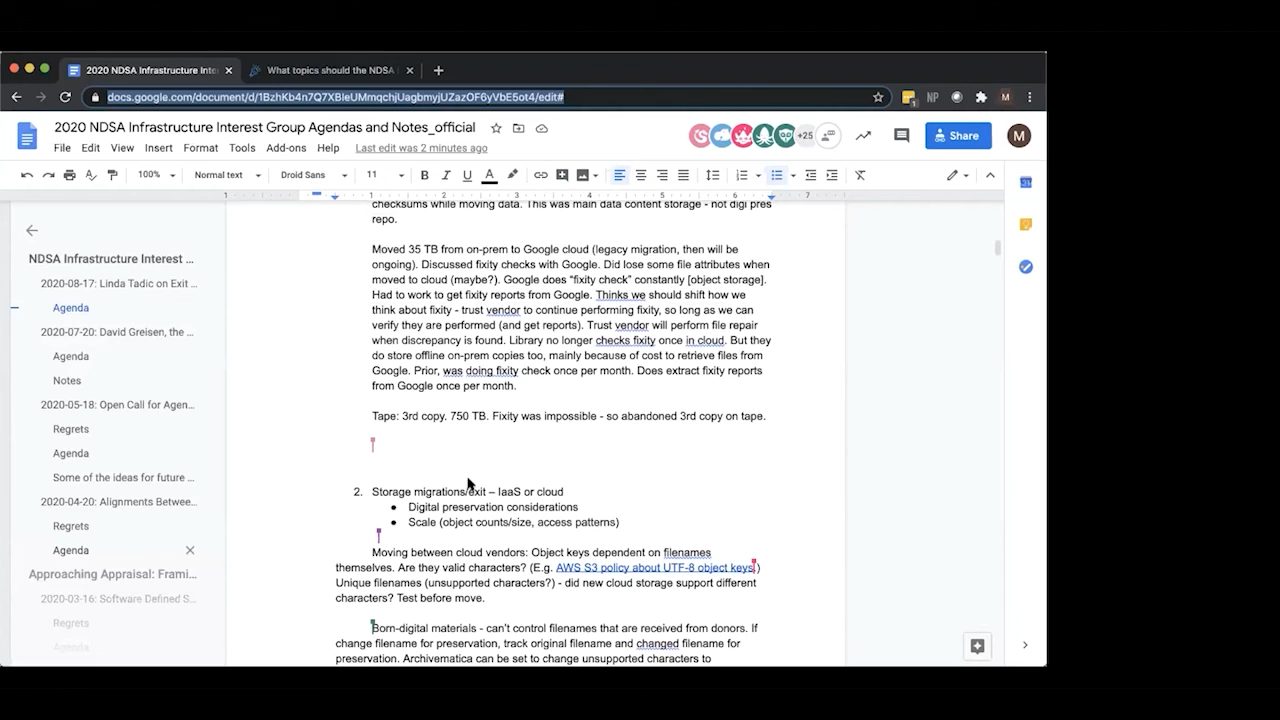 2020 NDSA Infrastructure Inte
What topics should the NDSA I
docs.google.com/document/d/1BzhKb4n7Q7XBleUMmqchjUagbmyjUZazOF6yVbE5ot4/edit#
NP
M
2020 NDSA Infrastructure Interest Group Agendas and Notes_official
File Edit View Insert Format Tools Add-ons Help Last edit was 2 minutes ago
+25
Share
M
100% Normal text Droid Sans 11 B I U A
1 1 2 3 4 5 6 7
NDSA Infrastructure Interest ...
2020-08-17: Linda Tadic on Exit ...
Agenda
2020-07-20: David Greisen, the ...
Agenda
Notes
2020-05-18: Open Call for Agen...
Regrets
Agenda
Some of the ideas for future ...
2020-04-20: Alignments Betwee...
Regrets
Agenda
Approaching Appraisal: Frami...
2020-03-16: Software Defined S...
Regrets
Agenda
checksums while moving data. This was main data content storage - not digi pres
repo.
Moved 35 TB from on-prem to Google cloud (legacy migration, then will be
ongoing). Discussed fixity checks with Google. Did lose some file attributes when
moved to cloud (maybe?). Google does “fixity check” constantly [object storage].
Had to work to get fixity reports from Google. Thinks we should shift how we
think about fixity - trust vendor to continue performing fixity, so long as we can
verify they are performed (and get reports). Trust vendor will perform file repair
when discrepancy is found. Library no longer checks fixity once in cloud. But they
do store offline on-prem copies too, mainly because of cost to retrieve files from
Google. Prior, was doing fixity check once per month. Does extract fixity reports
from Google once per month.
Tape: 3rd copy. 750 TB. Fixity was impossible - so abandoned 3rd copy on tape.
2. Storage migrations/exit – IaaS or cloud
● Digital preservation considerations
● Scale (object counts/size, access patterns)
Moving between cloud vendors: Object keys dependent on filenames
themselves. Are they valid characters? (E.g. AWS S3 policy about UTF-8 object keys.)
Unique filenames (unsupported characters?) - did new cloud storage support different
characters? Test before move.
Born-digital materials - can’t control filenames that are received from donors. If
change filename for preservation, track original filename and changed filename for
preservation. Archivematica can be set to change unsupported characters to